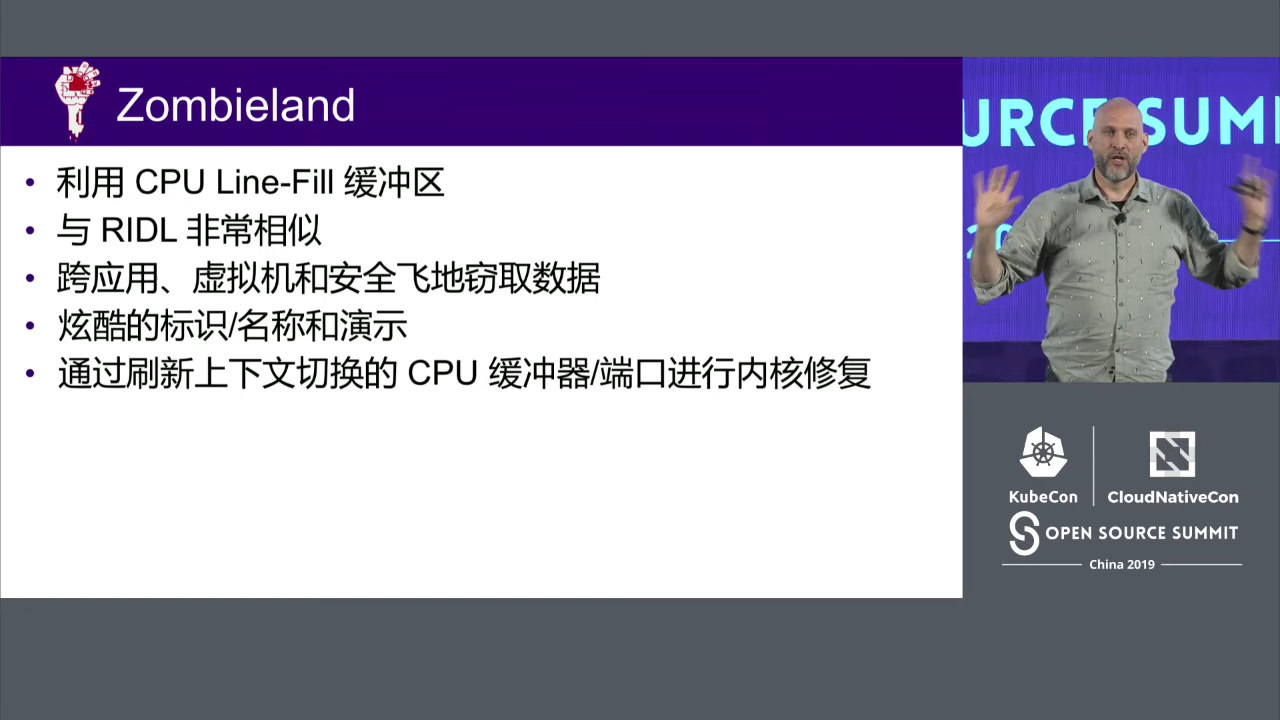 Zombieland
• 利用 CPU Line-Fill 缓冲区
• 与 RIDL 非常相似
• 跨应用、虚拟机和安全飞地窃取数据
• 炫酷的标识/名称和演示
• 通过刷新上下文切换的 CPU 缓冲器/端口进行内核修复
URCE SUMM
20
KubeCon
CloudNativeCon
OPEN SOURCE SUMMIT
China 2019